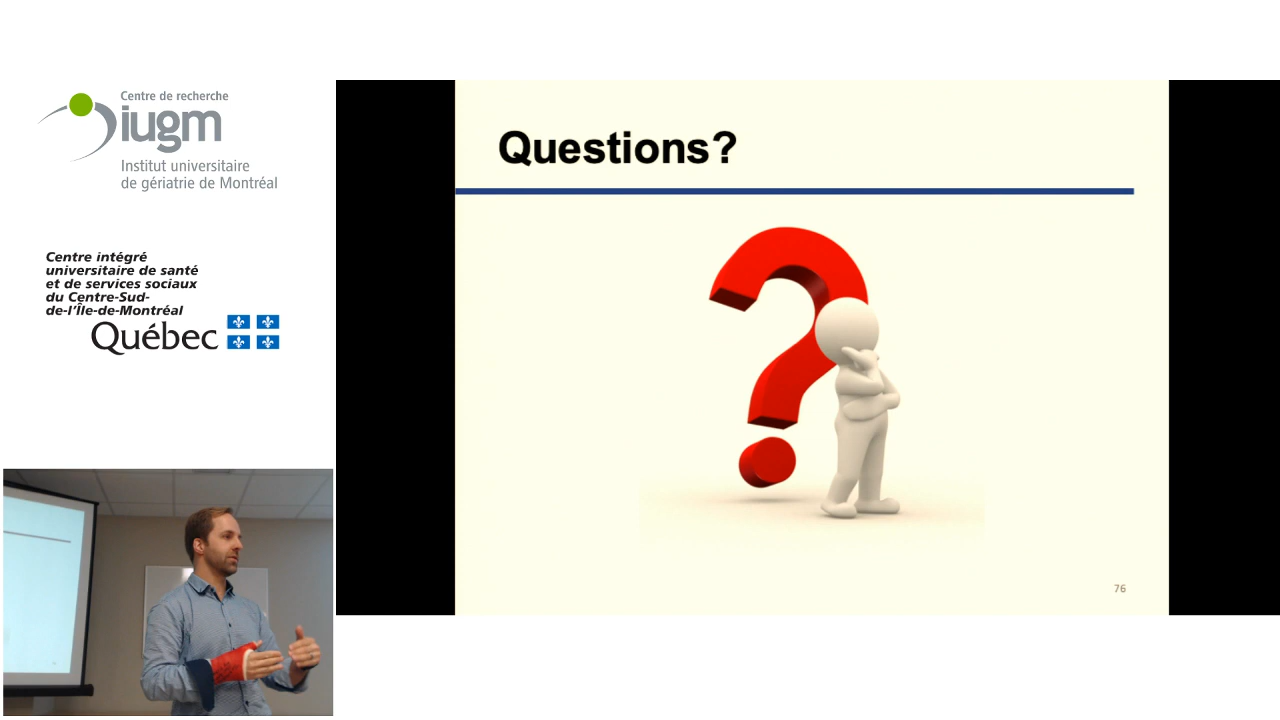 Centre de recherche
iugm
Institut universitaire
de gériatrie de Montréal
Centre intégré
universitaire de santé
et de services sociaux
du Centre-Sud-
de-l'Île-de-Montréal
Québec
Questions?
76